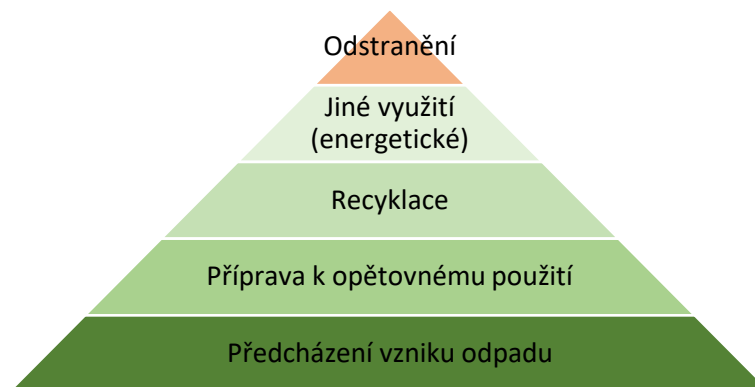 Odstranění
Jiné využití
(energetické)
Recyklace
Příprava k opětovnému použití
Předcházení vzniku odpadu